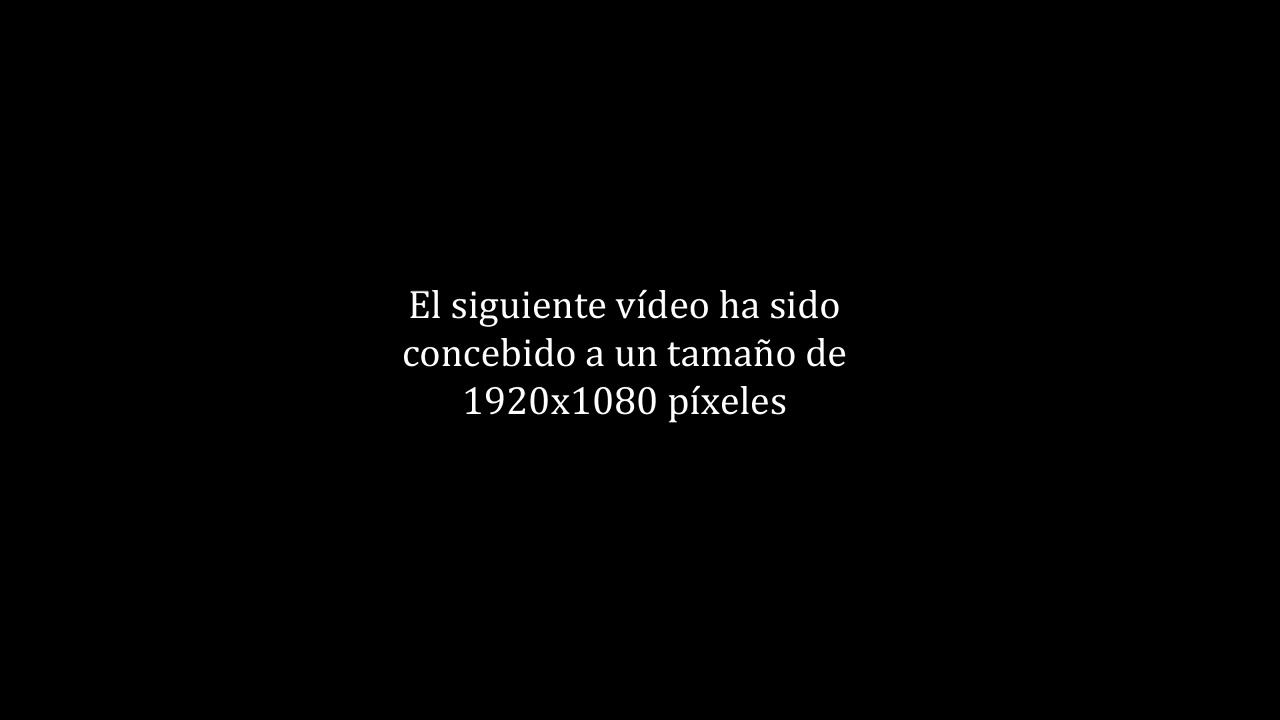 El siguiente vídeo ha sido
concebido a un tamaño de
1920x1080 píxeles